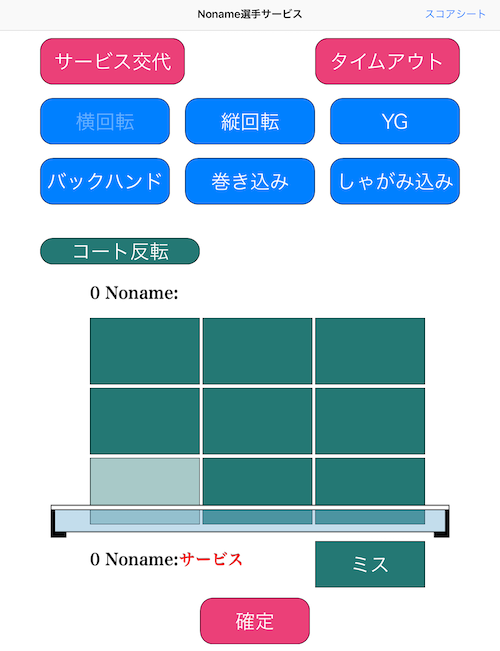 Noname選手サービス
スコアシート
サービス交代
タイムアウト
横回転
縦回転
YG
バックハンド
巻き込み
しゃがみ込み
コート反転
0 Noname:
0 Noname:サービス
ミス
確定